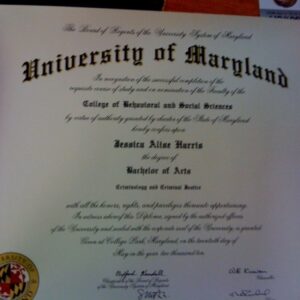 The Board of Regents of the University System of Maryland
University of Maryland
In recognition of the successful completion of the
requisite course of study and on nomination of the Faculty of the
College of Behavioral and Social Sciences
by virtue of authority granted by charter of the State of Maryland
hereby confers upon
Jessica Alise Harris
the degree of
Bachelor of Arts
Criminology and Criminal Justice
with all the honors, rights, and privileges thereunto appertaining.
In witness whereof this Diploma, signed by the authorized officers
of the University and sealed with the corporate seal of the University, is granted
Given at College Park, Maryland, on the twentieth day of
May in the year two thousand ten
Clifford Kendall